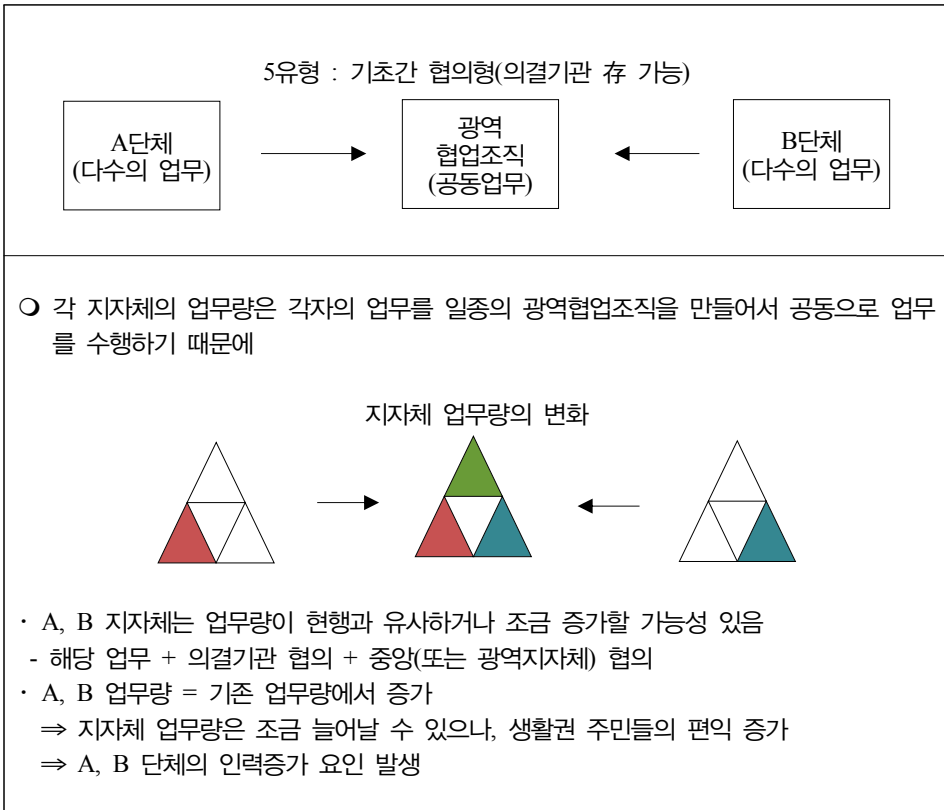 5유형 : 기초간 협의형(의결기관 存 가능)
A단체
(다수의 업무)
광역
협업조직
(공동업무)
B단체
(다수의 업무)
❍ 각 지자체의 업무량은 각자의 업무를 일종의 광역협업조직을 만들어서 공동으로 업무
를 수행하기 때문에
지자체 업무량의 변화
· A, B 지자체는 업무량이 현행과 유사하거나 조금 증가할 가능성 있음
- 해당 업무 + 의결기관 협의 + 중앙(또는 광역지자체) 협의
· A, B 업무량 = 기존 업무량에서 증가
⇒ 지자체 업무량은 조금 늘어날 수 있으나, 생활권 주민들의 편익 증가
⇒ A, B 단체의 인력증가 요인 발생